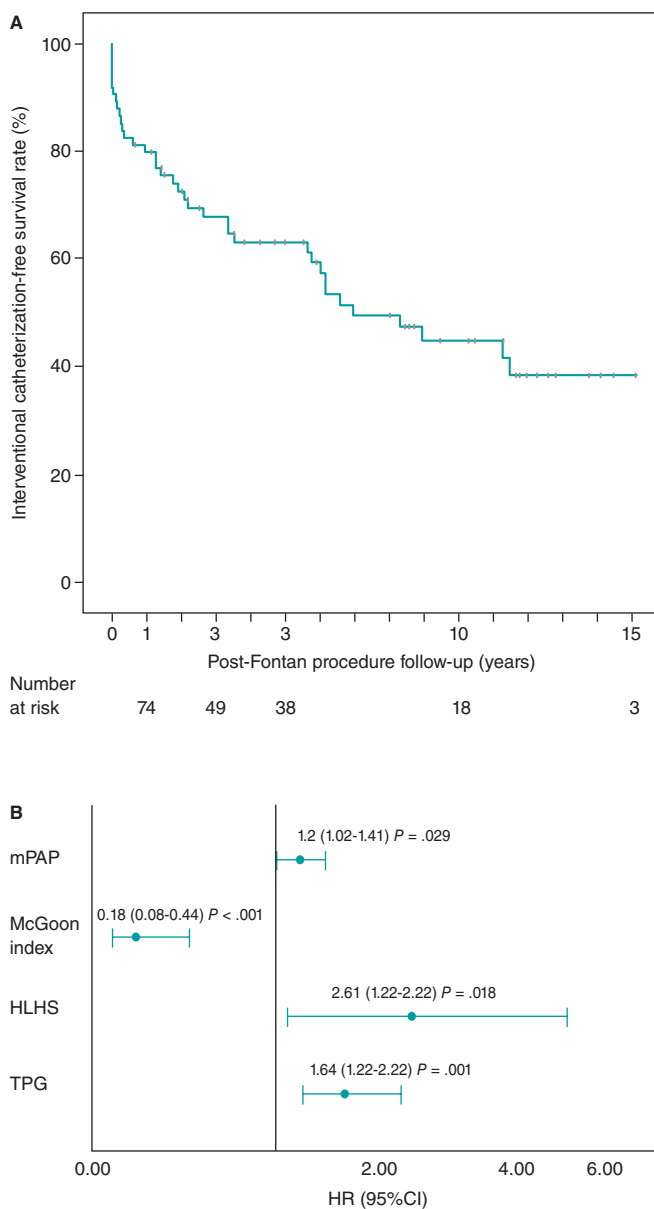 A
Interventional catheterization-free survival rate (%)
100
80
60
40
20
0
0 1 3 3 10 15
Post-Fontan procedure follow-up (years)
Number
at risk 74 49 38 18 3
B
mPAP
1.2 (1.02-1.41) P = .029
McGoon
index
0.18 (0.08-0.44) P < .001
HLHS
2.61 (1.22-2.22) P = .018
TPG
1.64 (1.22-2.22) P = .001
0.00 2.00 4.00 6.00
HR (95%CI)